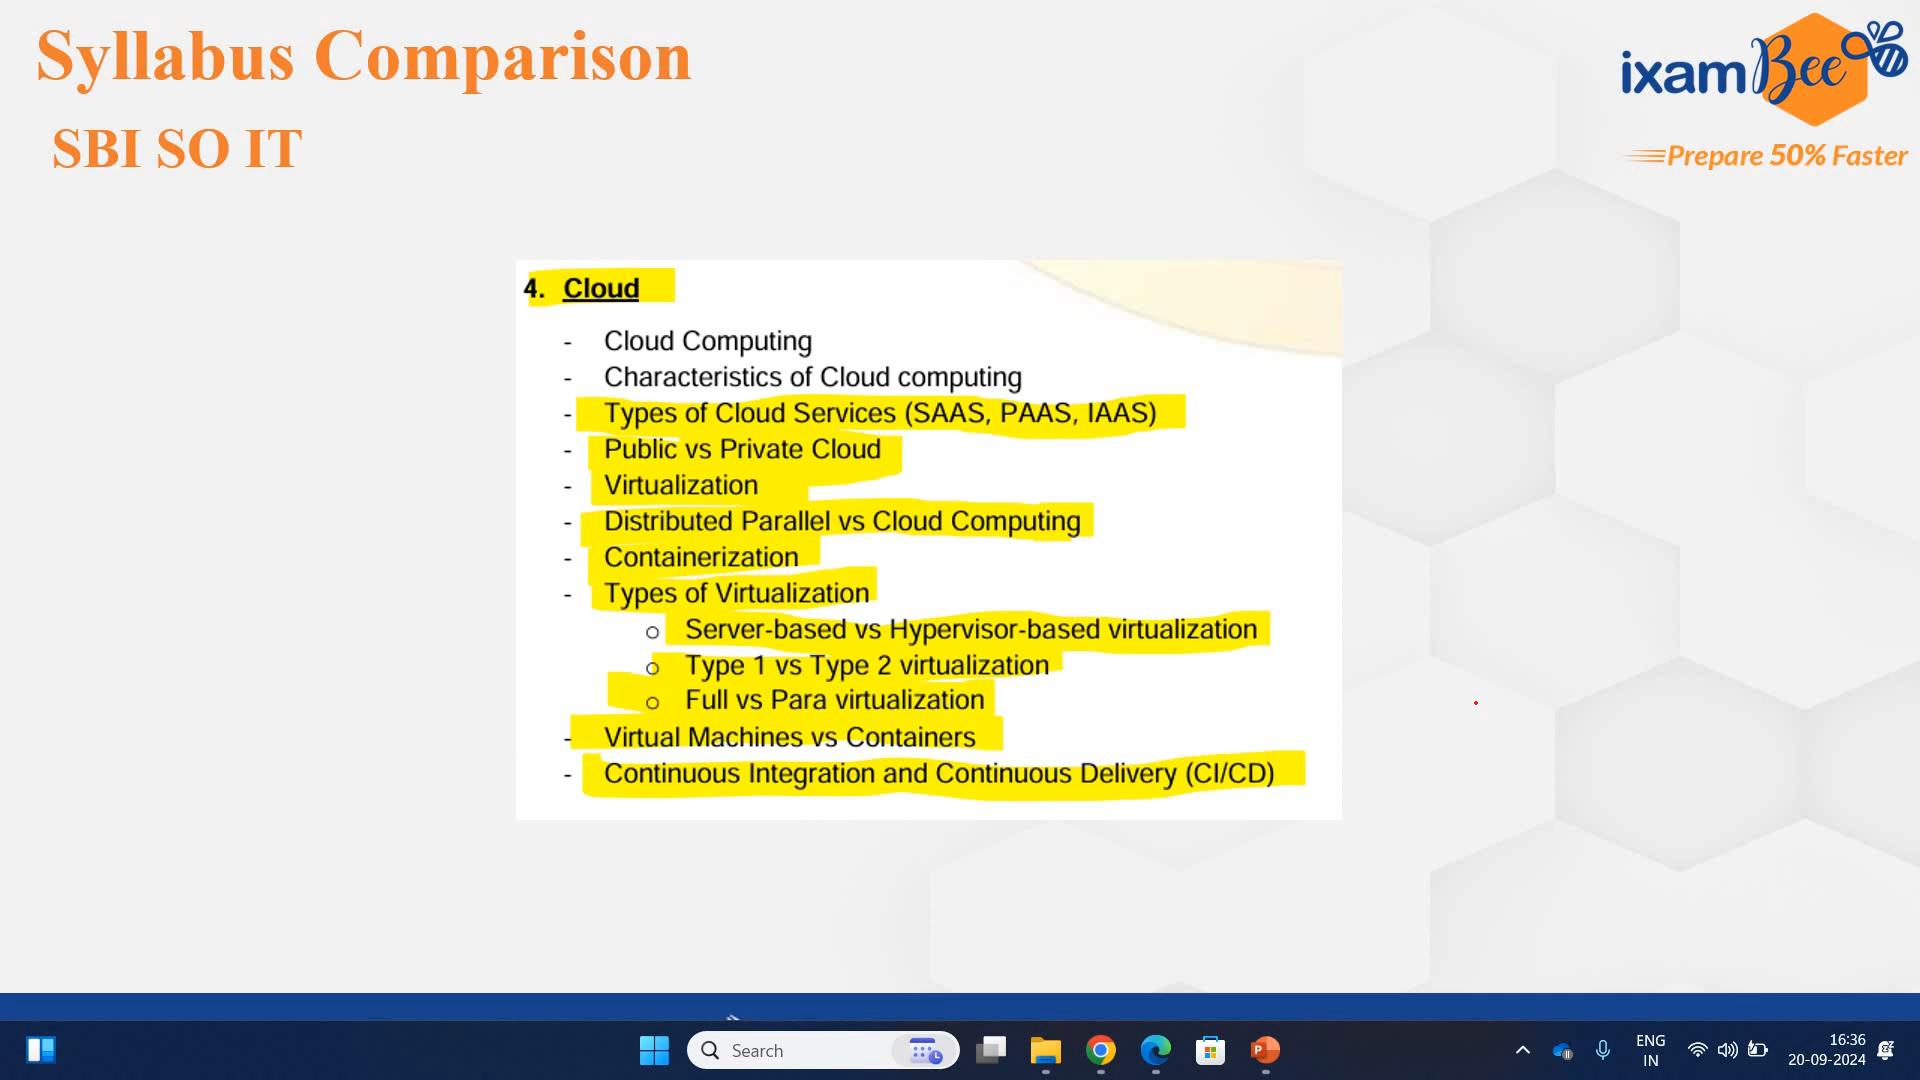 Syllabus Comparison
SBI SO IT
ixamBee
Prepare 50% Faster
4. Cloud
- Cloud Computing
- Characteristics of Cloud computing
- Types of Cloud Services (SAAS, PAAS, IAAS)
- Public vs Private Cloud
- Virtualization
- Distributed Parallel vs Cloud Computing
- Containerization
- Types of Virtualization
o Server-based vs Hypervisor-based virtualization
o Type 1 vs Type 2 virtualization
o Full vs Para virtualization
- Virtual Machines vs Containers
- Continuous Integration and Continuous Delivery (CI/CD)
Search
ENG
IN
16:36
20-09-2024